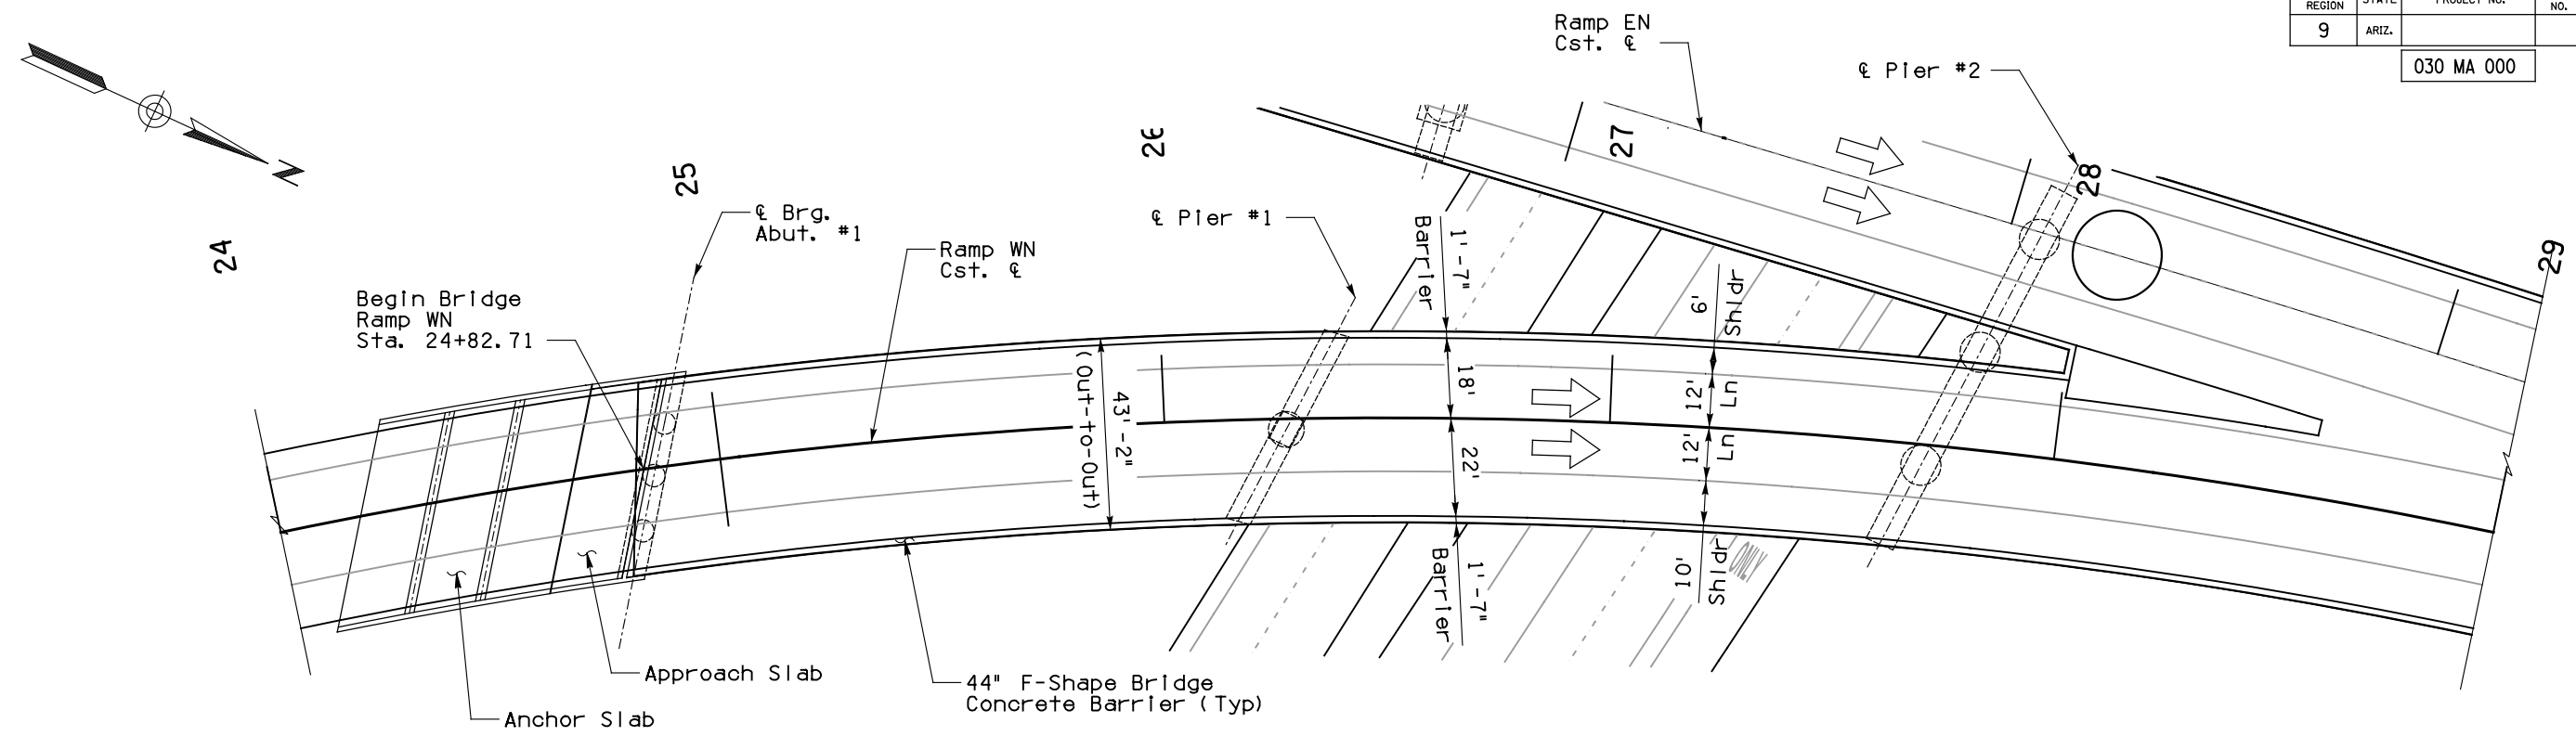 REGION
STATE
PROJECT NO.
NO.
9
ARIZ.
030 MA 000
Ramp EN
Cst. ℄
℄ Pier #2
N
24
25
26
27
28
29
℄ Brg.
Abut. #1
℄ Pier #1
Ramp WN
Cst. ℄
Begin Bridge
Ramp WN
Sta. 24+82.71
1'-7"
Barrier
6'
Shldr
18'
12'
Ln
43'-2"
(Out-to-Out)
22'
12'
Ln
1'-7"
Barrier
10'
Shldr
ONLY
Approach Slab
Anchor Slab
44" F-Shape Bridge
Concrete Barrier (Typ)